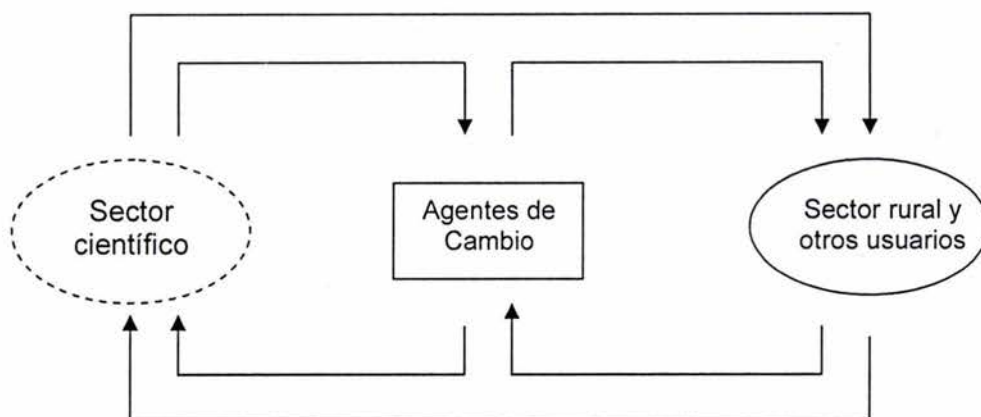 Sector
científico
Agentes de
Cambio
Sector rural y
otros usuarios